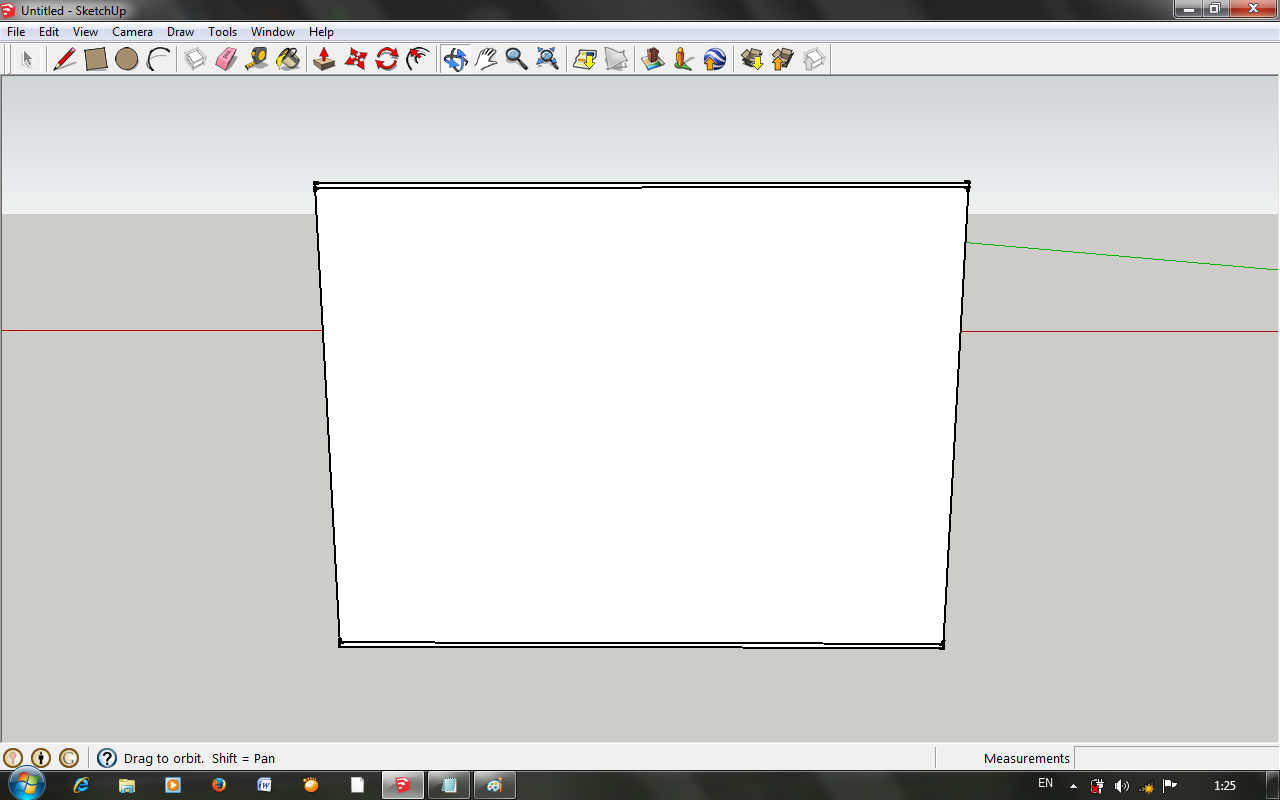 Untitled - SketchUp
File Edit View Camera Draw Tools Window Help
Drag to orbit. Shift = Pan
Measurements
EN
1:25